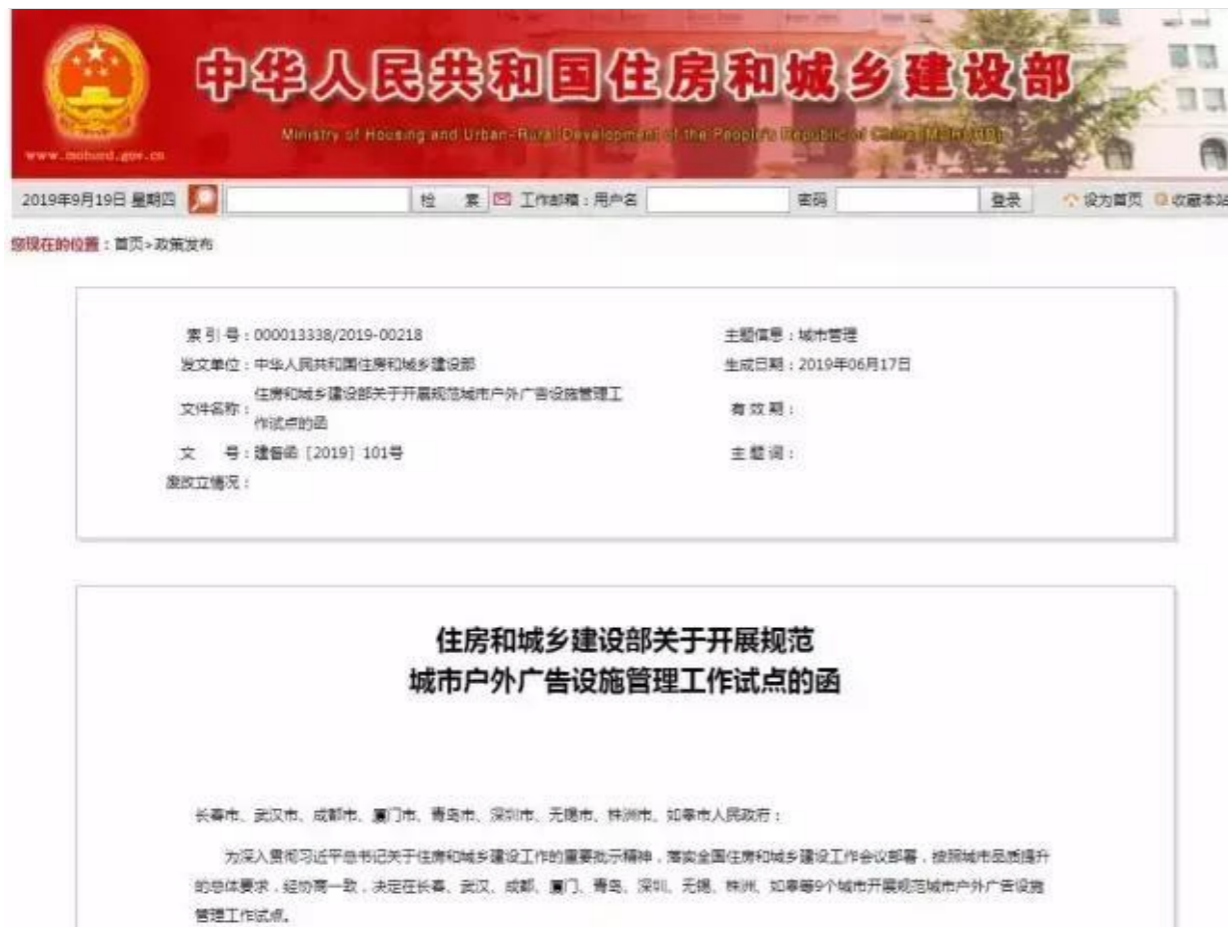 中华人民共和国住房和城乡建设部
Ministry of Housing and Urban-Rural Development of the People's Republic of China (MOHURD)
www.mohurd.gov.cn
2019年9月19日 星期四 检 索 工作邮箱：用户名 密码 登录 设为首页 收藏本站
您现在的位置：首页>政策发布
索 引 号：000013338/2019-00218 主题信息：城市管理
发文单位：中华人民共和国住房和城乡建设部 生成日期：2019年06月17日
文件名称：住房和城乡建设部关于开展规范城市户外广告设施管理工
作试点的函 有 效 期：
文 号：建督函［2019］101号 主 题 词：
废改立情况：
住房和城乡建设部关于开展规范
城市户外广告设施管理工作试点的函
长春市、武汉市、成都市、厦门市、青岛市、深圳市、无锡市、株洲市、如皋市人民政府：
为深入贯彻习近平总书记关于住房和城乡建设工作的重要批示精神，落实全国住房和城乡建设工作会议部署，按照城市品质提升
的总体要求，经协商一致，决定在长春、武汉、成都、厦门、青岛、深圳、无锡、株洲、如皋等9个城市开展规范城市户外广告设施
管理工作试点。